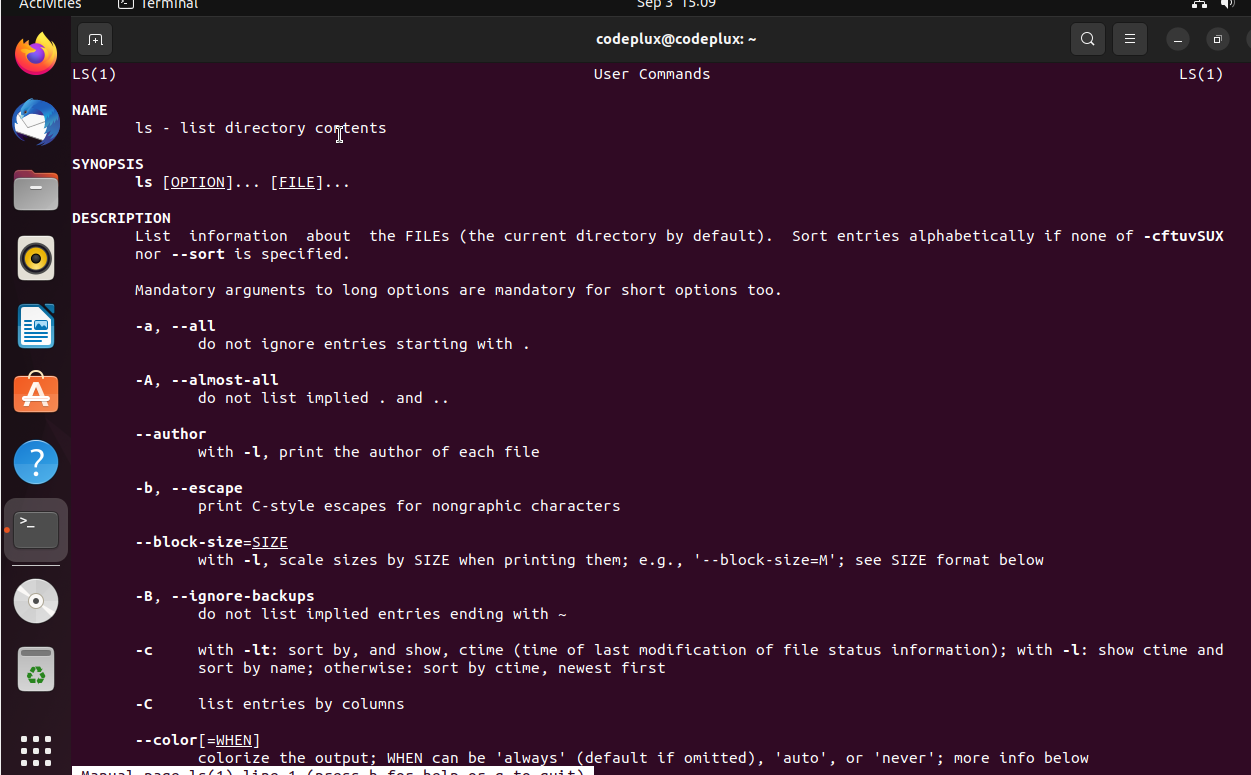 Activities Terminal Sep 3 15:09
codeplux@codeplux: ~
LS(1) User Commands LS(1)
NAME
ls - list directory contents
SYNOPSIS
ls [OPTION]... [FILE]...
DESCRIPTION
List information about the FILEs (the current directory by default). Sort entries alphabetically if none of -cftuvSUX
nor --sort is specified.
Mandatory arguments to long options are mandatory for short options too.
-a, --all
do not ignore entries starting with .
-A, --almost-all
do not list implied . and ..
--author
with -l, print the author of each file
-b, --escape
print C-style escapes for nongraphic characters
--block-size=SIZE
with -l, scale sizes by SIZE when printing them; e.g., '--block-size=M'; see SIZE format below
-B, --ignore-backups
do not list implied entries ending with ~
-c with -lt: sort by, and show, ctime (time of last modification of file status information); with -l: show ctime and
sort by name; otherwise: sort by ctime, newest first
-C list entries by columns
--color[=WHEN]
colorize the output; WHEN can be 'always' (default if omitted), 'auto', or 'never'; more info below
Manual page ls(1) line 1 (press h for help or q to quit)